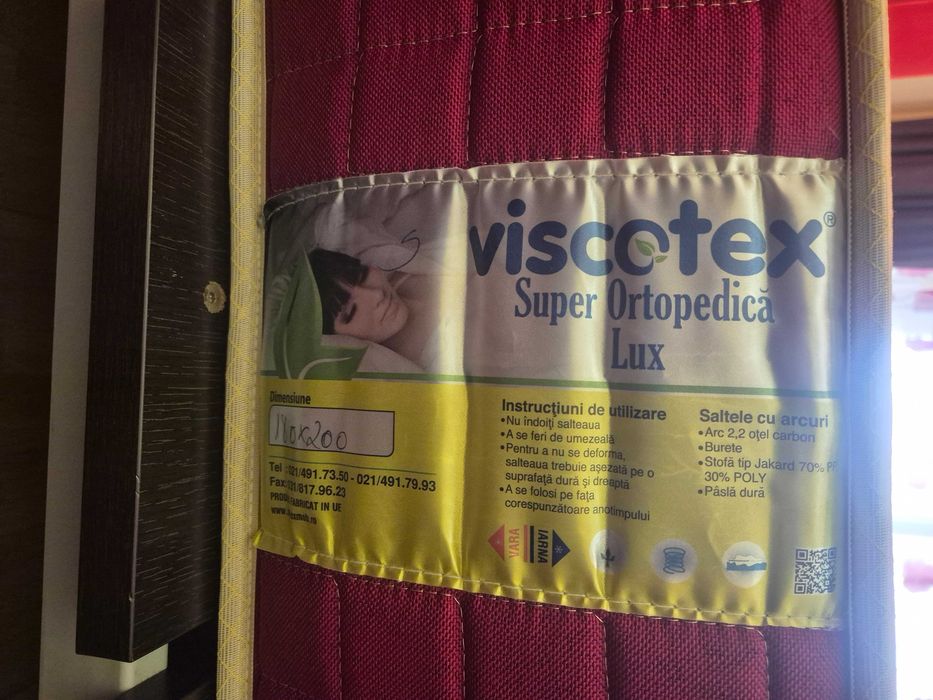 viscotex®
Super Ortopedică
Lux
Dimensiune
Instrucţiuni de utilizare
•Nu îndoiţi salteaua
•A se feri de umezeală
•Pentru a nu se deforma,
salteaua trebuie aşezată pe o
suprafaţă dură şi dreaptă
•A se folosi pe faţa
corespunzătoare anotimpului
Saltele cu arcuri
•Arc 2,2 oţel carbon
•Burete
•Stofă tip Jakard 70% PP
30% POLY
•Pâslă dură
Tel : 021/491.73.50 - 021/491.79.93
Fax: 021/817.96.23
FABRICAT IN UE
VARA
IARNA